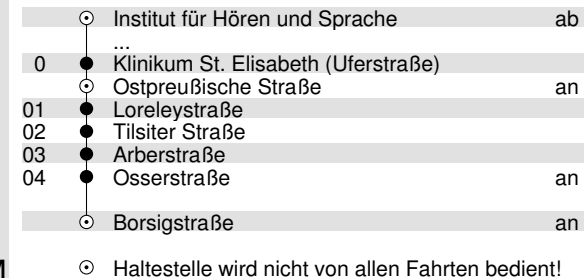 Institut für Hören und Sprache ab
...
0 Klinikum St. Elisabeth (Uferstraße)
Ostpreußische Straße an
01 Loreleystraße
02 Tilsiter Straße
03 Arberstraße
04 Osserstraße an
Borsigstraße an
Haltestelle wird nicht von allen Fahrten bedient!